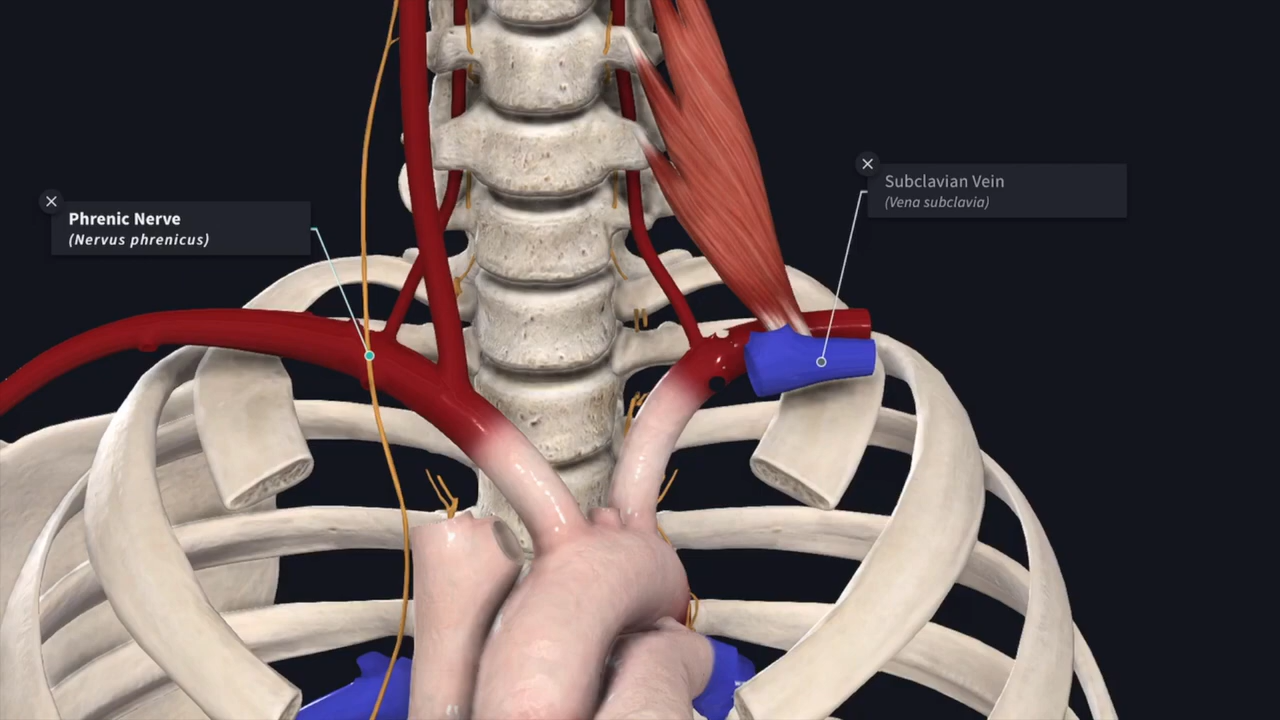 Phrenic Nerve
(Nervus phrenicus)
Subclavian Vein
(Vena subclavia)